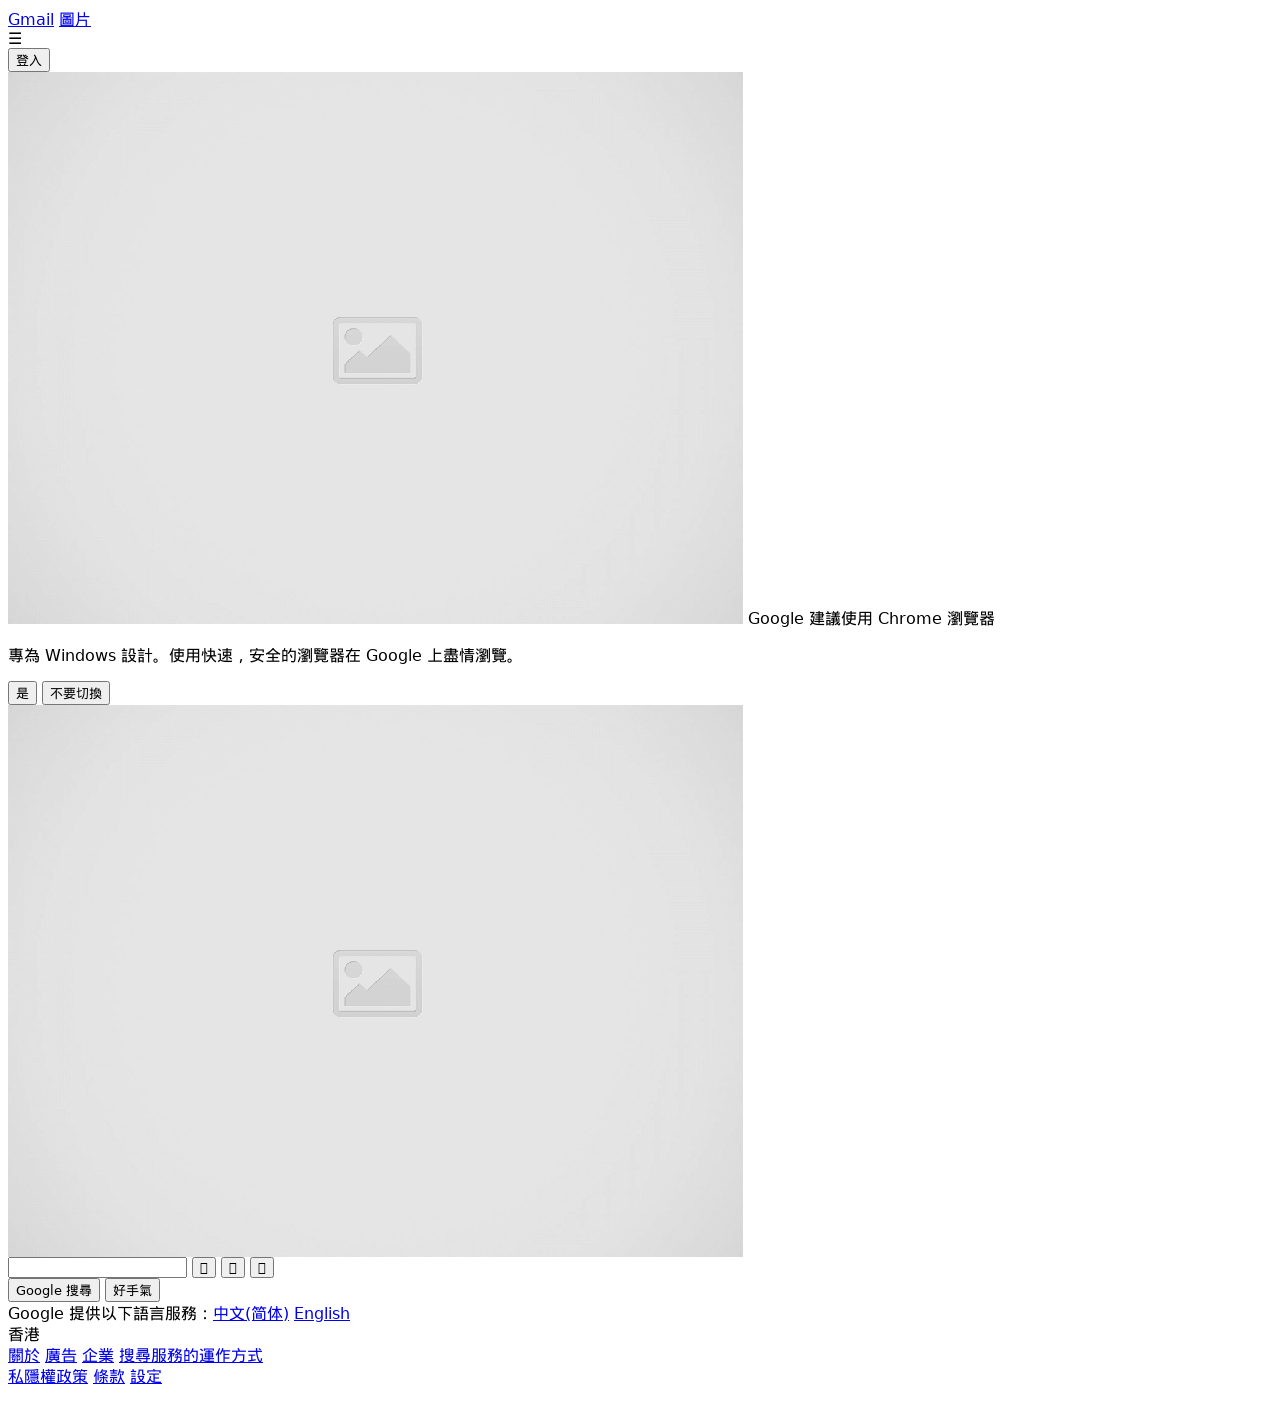 Gmail 圖片
☰
登入
Google 建議使用 Chrome 瀏覽器
專為 Windows 設計。使用快速，安全的瀏覽器在 Google 上盡情瀏覽。
是 不要切換
Google 搜尋 好手氣
Google 提供以下語言服務：中文(简体) English
香港
關於 廣告 企業 搜尋服務的運作方式
私隱權政策 條款 設定